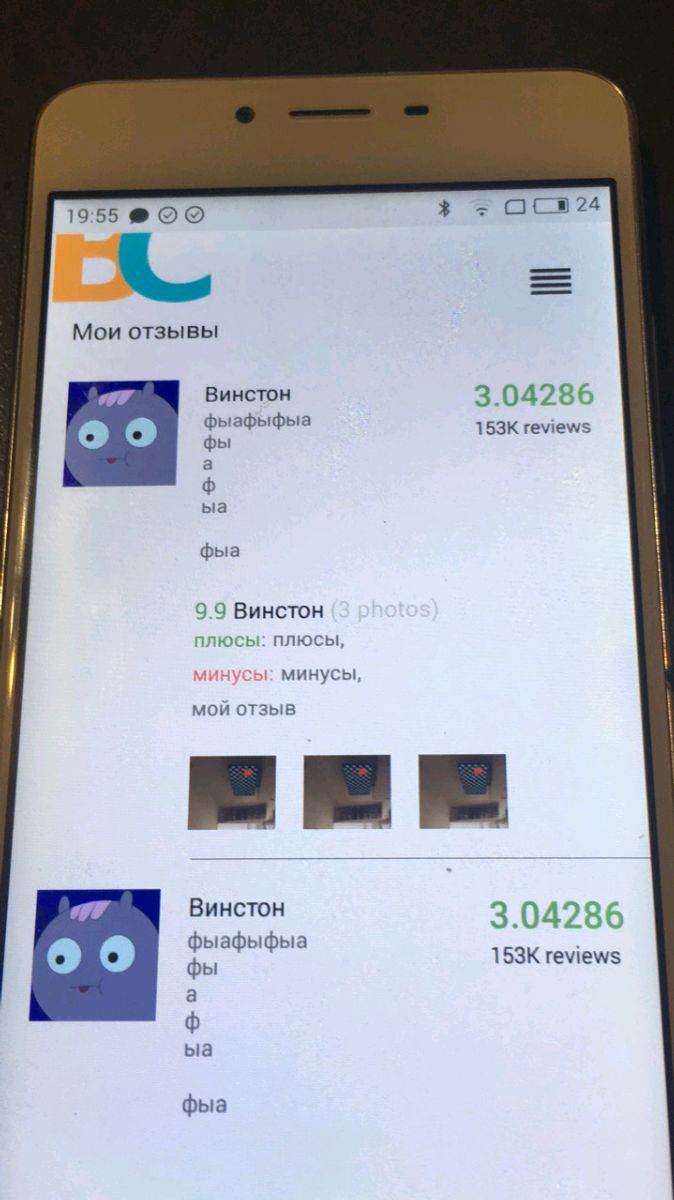 19:55
24
BC
Мои отзывы
Винстон
3.04286
фыафыфыа
153K reviews
фы
а
ф
ыа
фыа
9.9 Винстон (3 photos)
плюсы: плюсы,
минусы: минусы,
мой отзыв
Винстон
3.04286
фыафыфыа
153K reviews
фы
а
ф
ыа
фыа